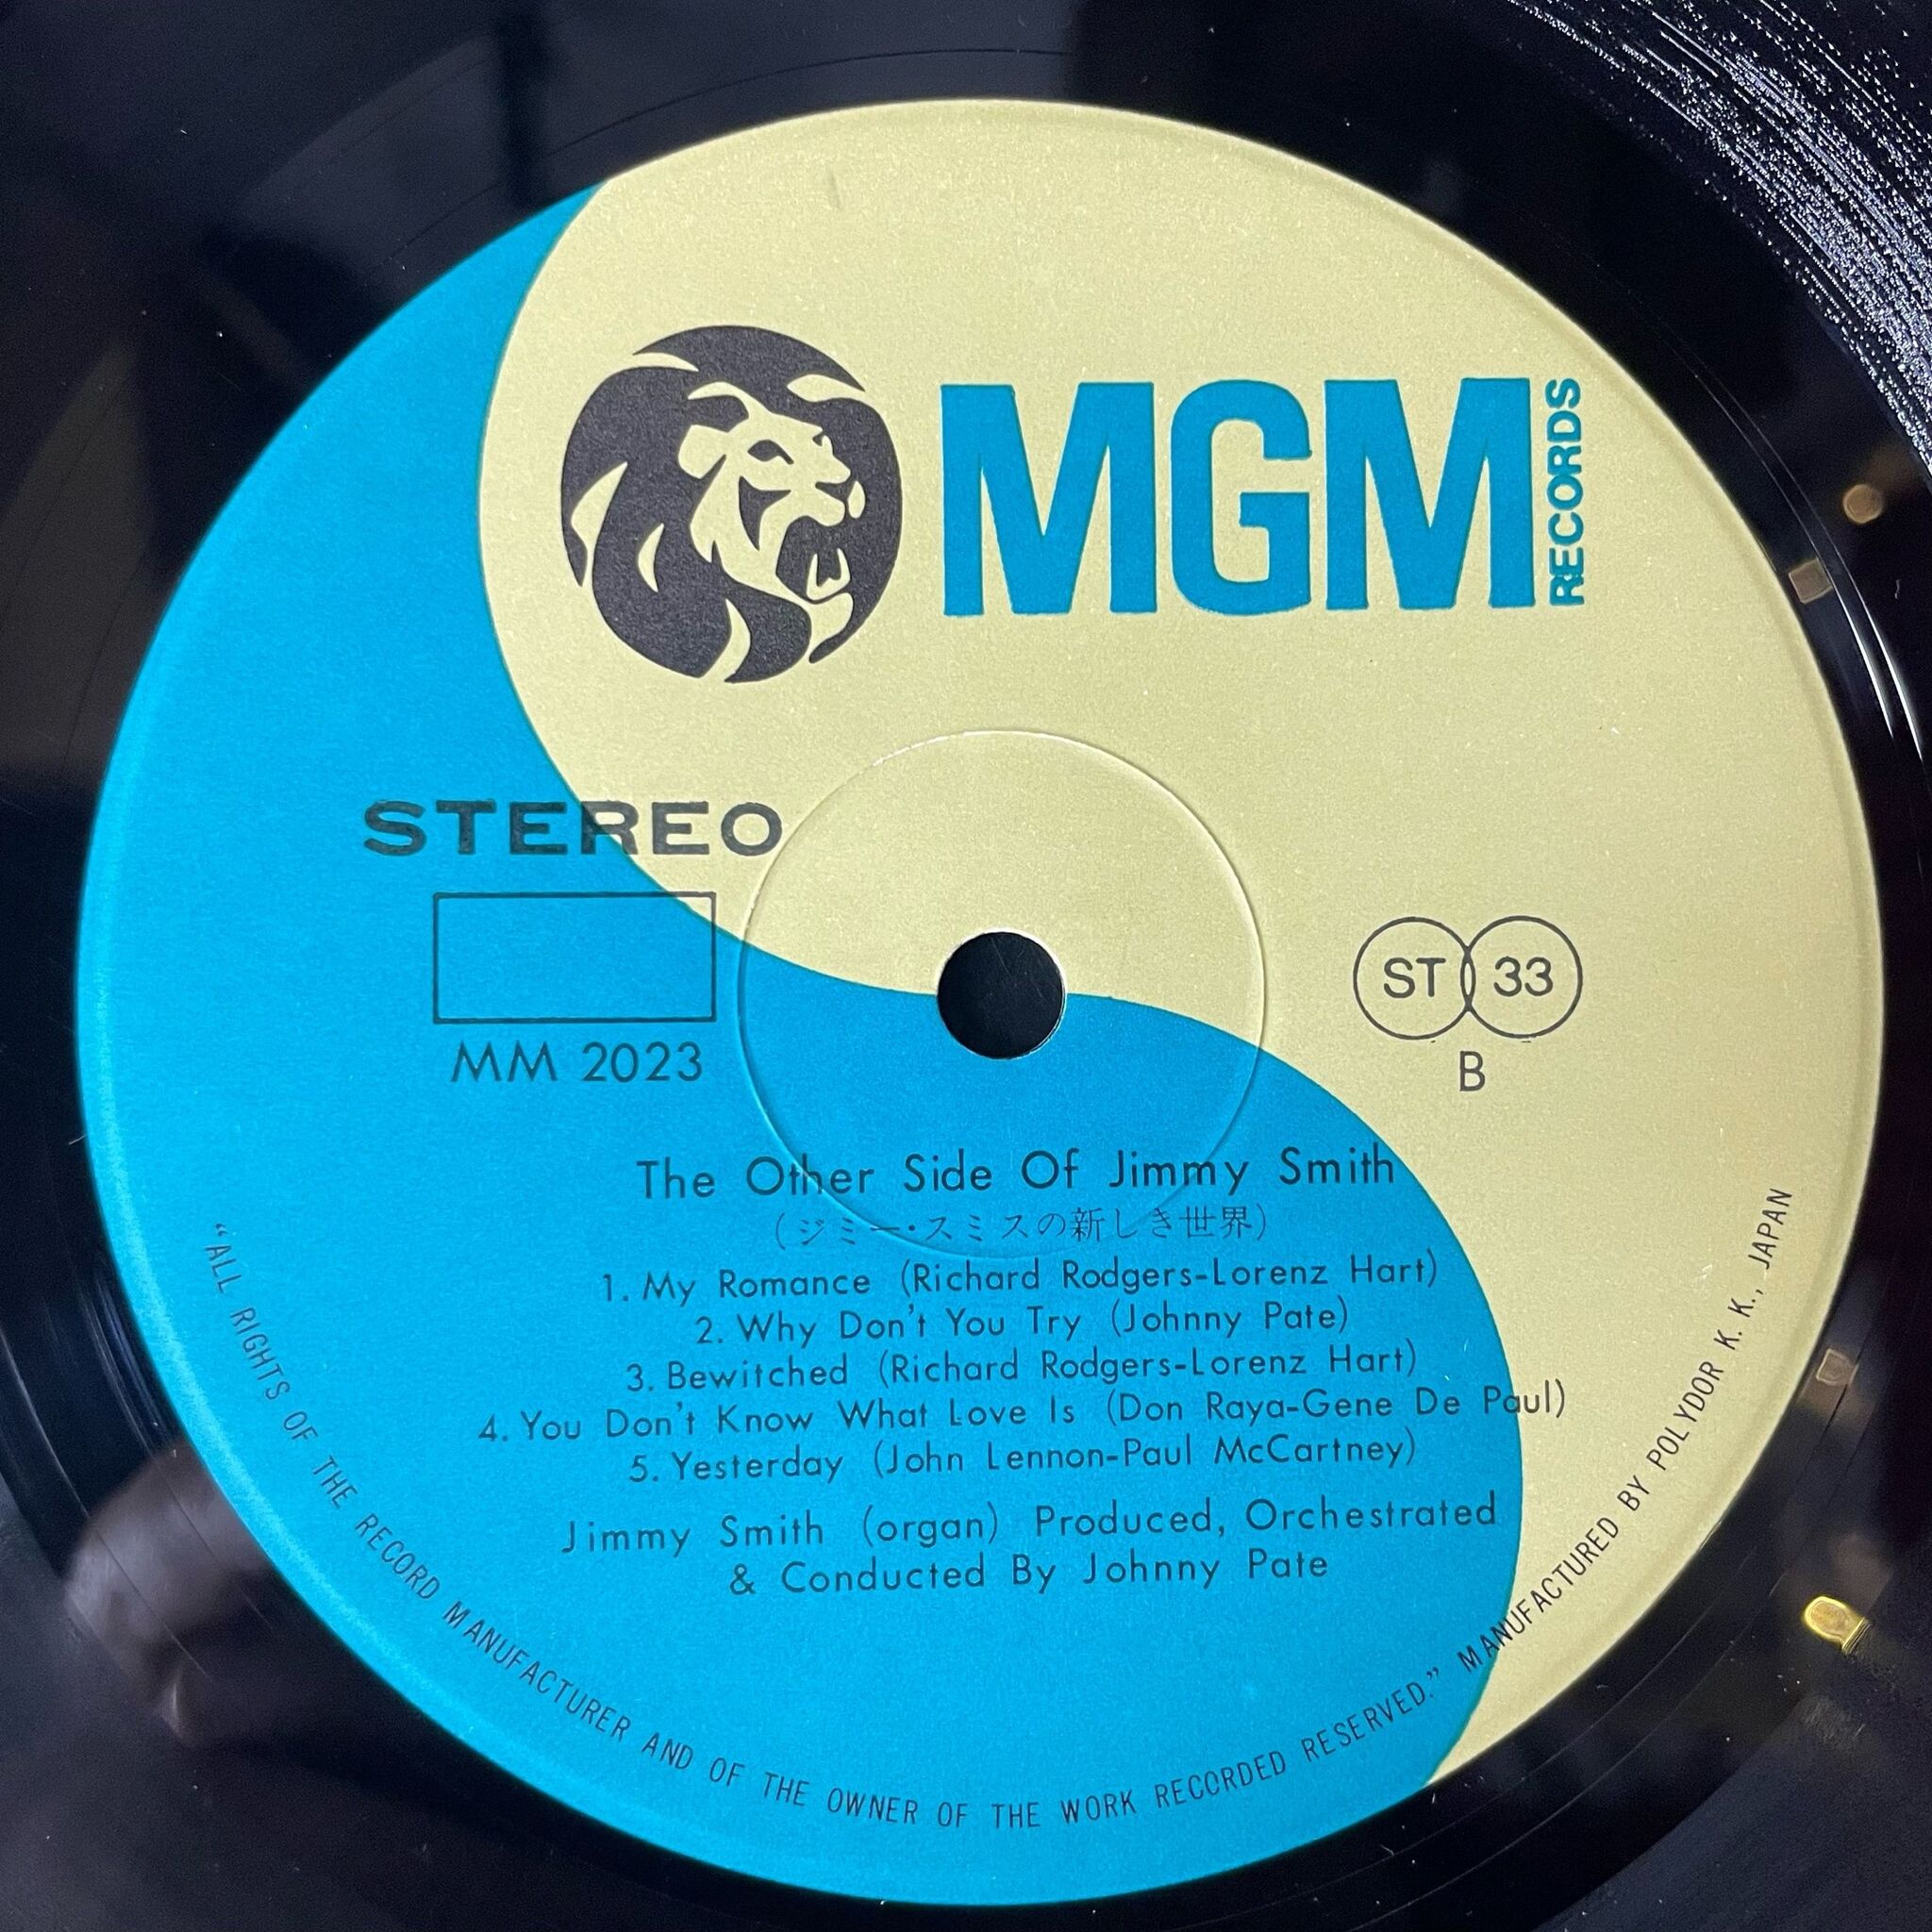 MGM
RECORDS
STEREO
MM 2023
ST 33
B
The Other Side Of Jimmy Smith
(ジミー・スミスの新しき世界)
1. My Romance (Richard Rodgers-Lorenz Hart)
2. Why Don't You Try (Johnny Pate)
3. Bewitched (Richard Rodgers-Lorenz Hart)
4. You Don't Know What Love Is (Don Raya-Gene De Paul)
5. Yesterday (John Lennon-Paul McCartney)
Jimmy Smith (organ) Produced, Orchestrated
& Conducted By Johnny Pate
“ALL RIGHTS OF THE RECORD MANUFACTURER AND OF THE OWNER OF THE WORK RECORDED RESERVED.” MANUFACTURED BY POLYDOR K. K., JAPAN